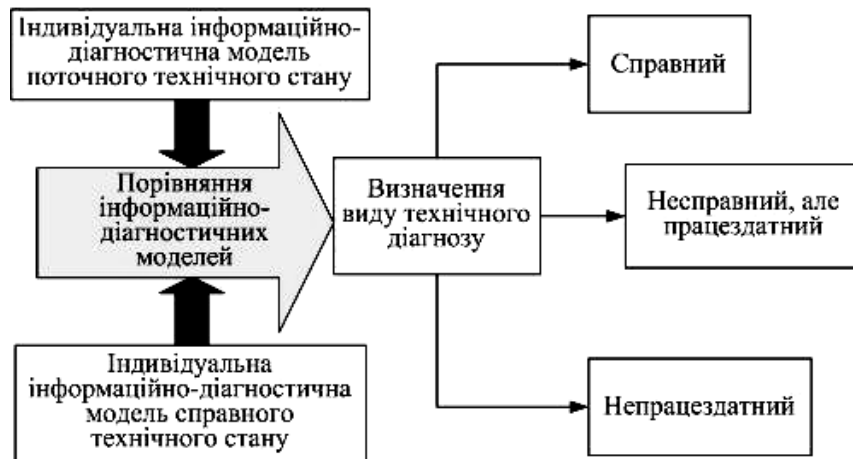 Індивідуальна інформаційно-
діагностична модель
поточного технічного стану
Порівняння
інформаційно-
діагностичних
моделей
Індивідуальна
інформаційно-діагностична
модель справного
технічного стану
Визначення
виду технічного
діагнозу
Справний
Несправний, але
працездатний
Непрацездатний